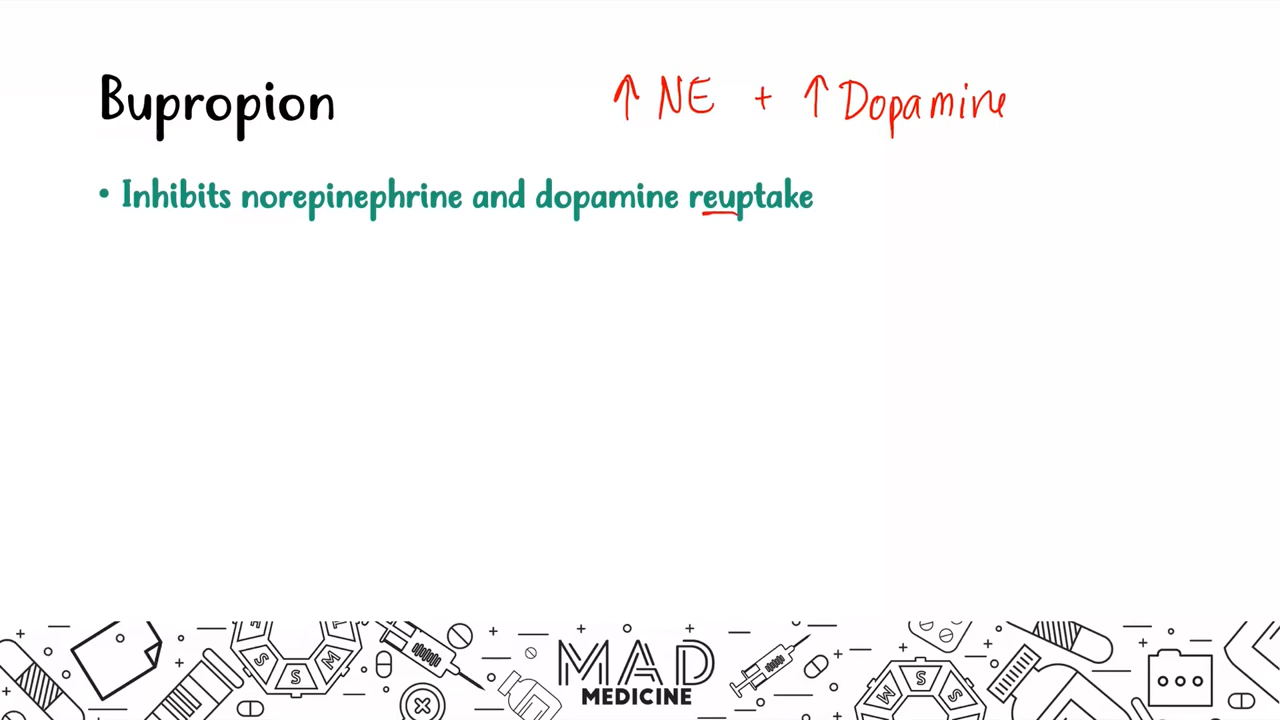 Bupropion
↑ NE + ↑ Dopamine
• Inhibits norepinephrine and dopamine reuptake
S
S
M
M
S
S
MAD
MEDICINE